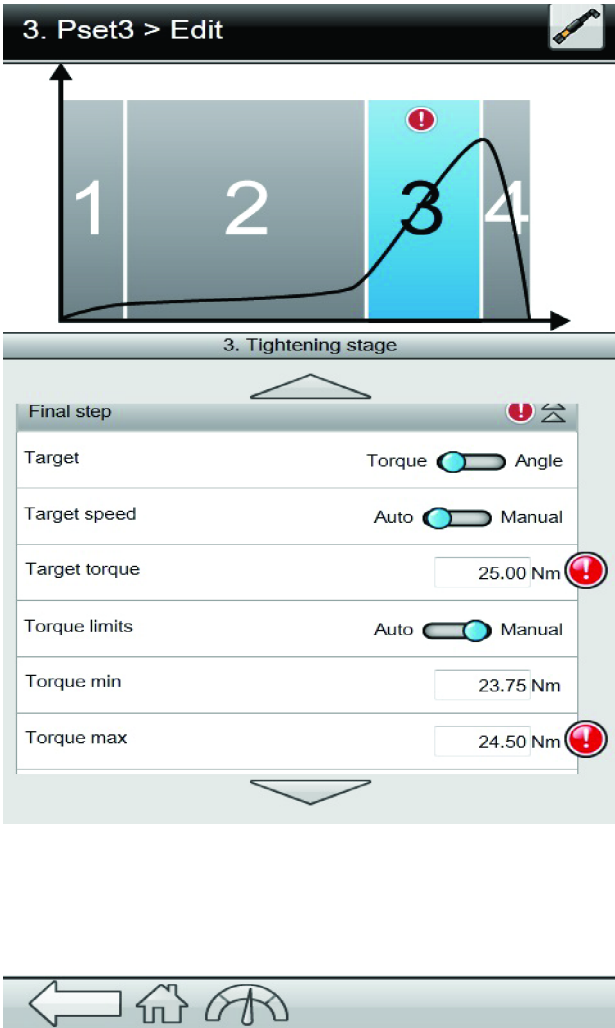 3. Pset3 > Edit
1 2 3 4
3. Tightening stage
Final step
Target Torque Angle
Target speed Auto Manual
Target torque 25.00 Nm
Torque limits Auto Manual
Torque min 23.75 Nm
Torque max 24.50 Nm